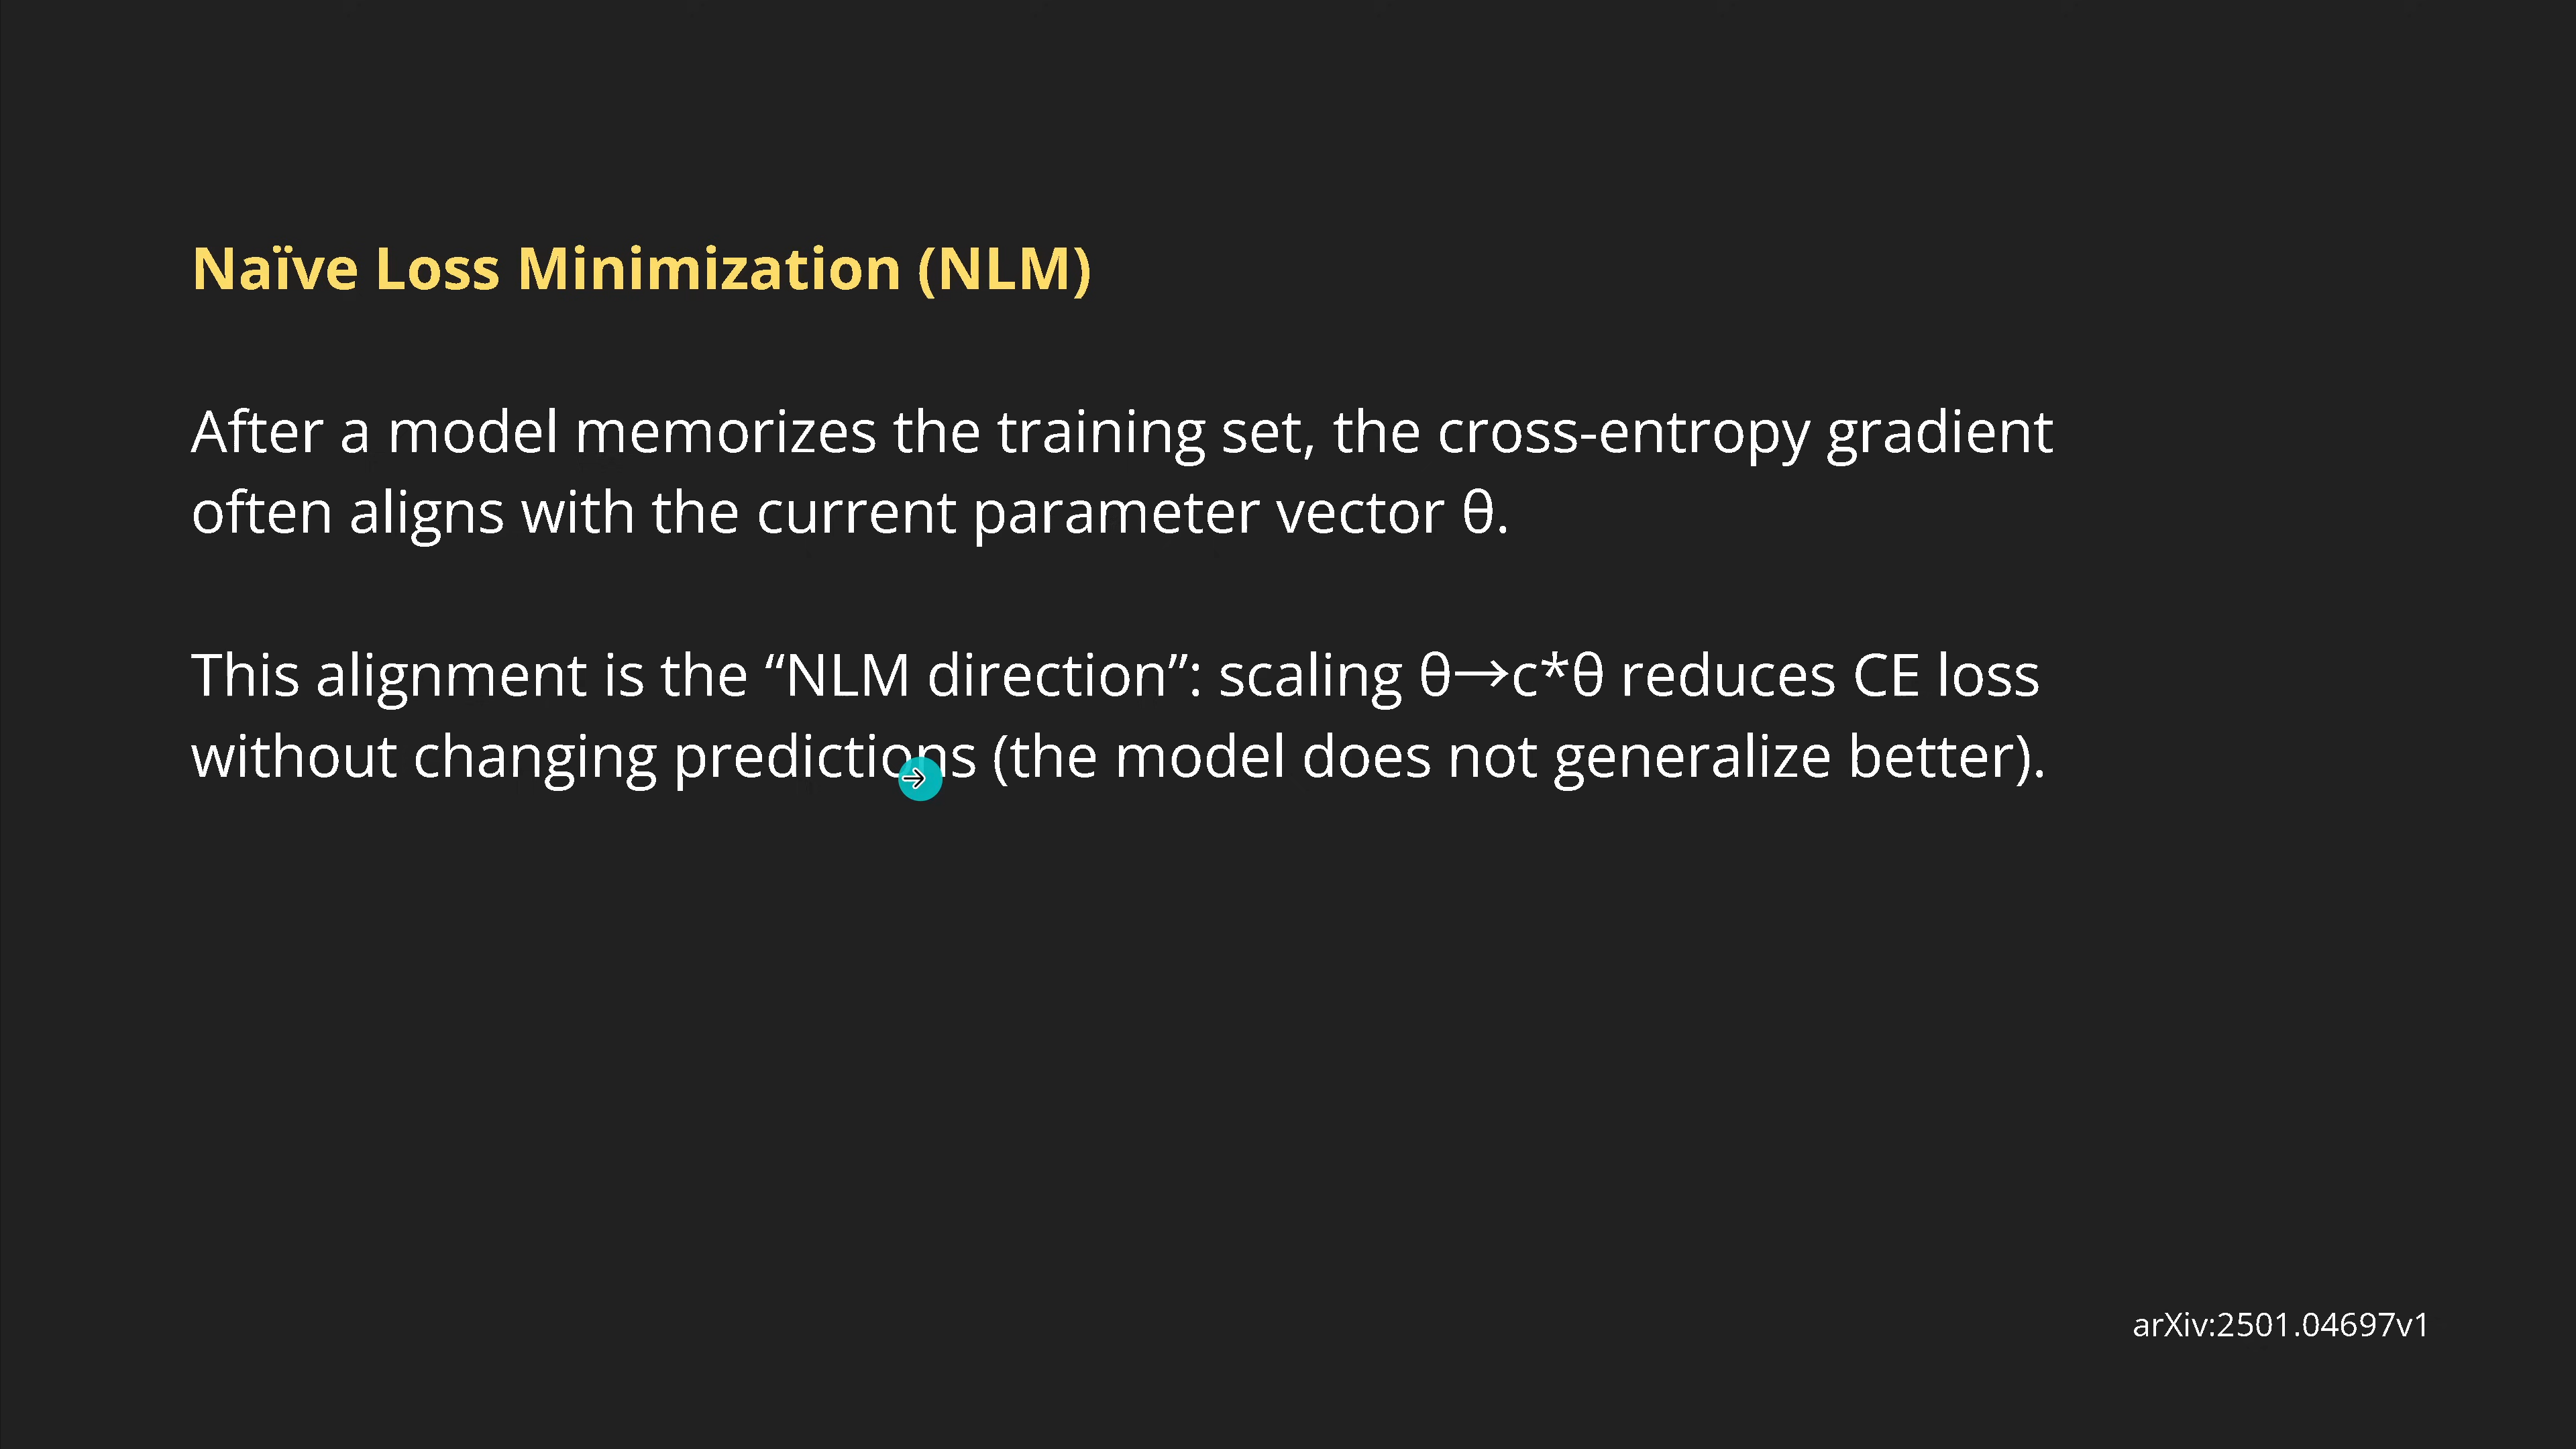 Naïve Loss Minimization (NLM)
After a model memorizes the training set, the cross-entropy gradient
often aligns with the current parameter vector θ.
This alignment is the “NLM direction”: scaling θ→c*θ reduces CE loss
without changing predictions (the model does not generalize better).
arXiv:2501.04697v1